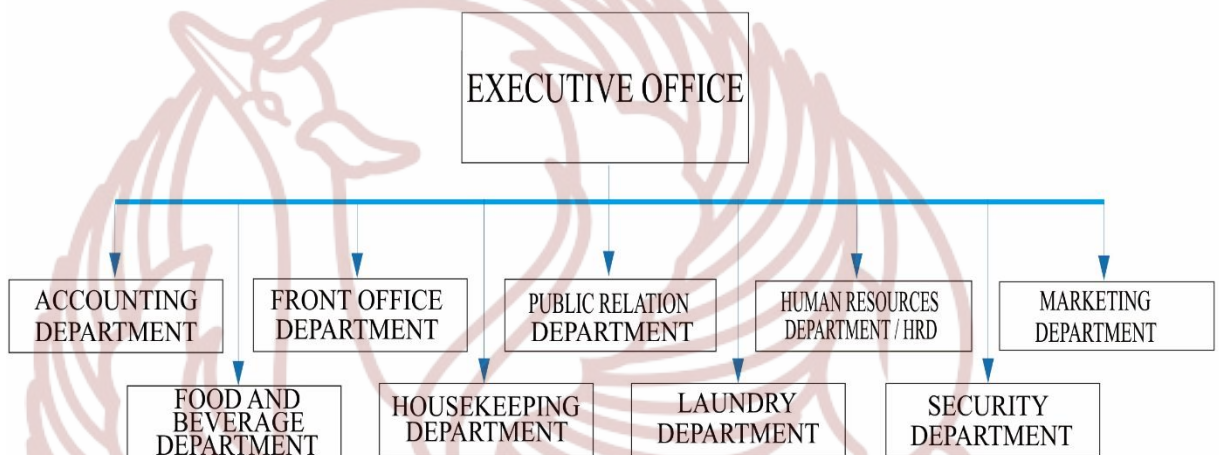 EXECUTIVE OFFICE
ACCOUNTING
DEPARTMENT
FRONT OFFICE
DEPARTMENT
PUBLIC RELATION
DEPARTMENT
HUMAN RESOURCES
DEPARTMENT / HRD
MARKETING
DEPARTMENT
FOOD AND
BEVERAGE
DEPARTMENT
HOUSEKEEPING
DEPARTMENT
LAUNDRY
DEPARTMENT
SECURITY
DEPARTMENT